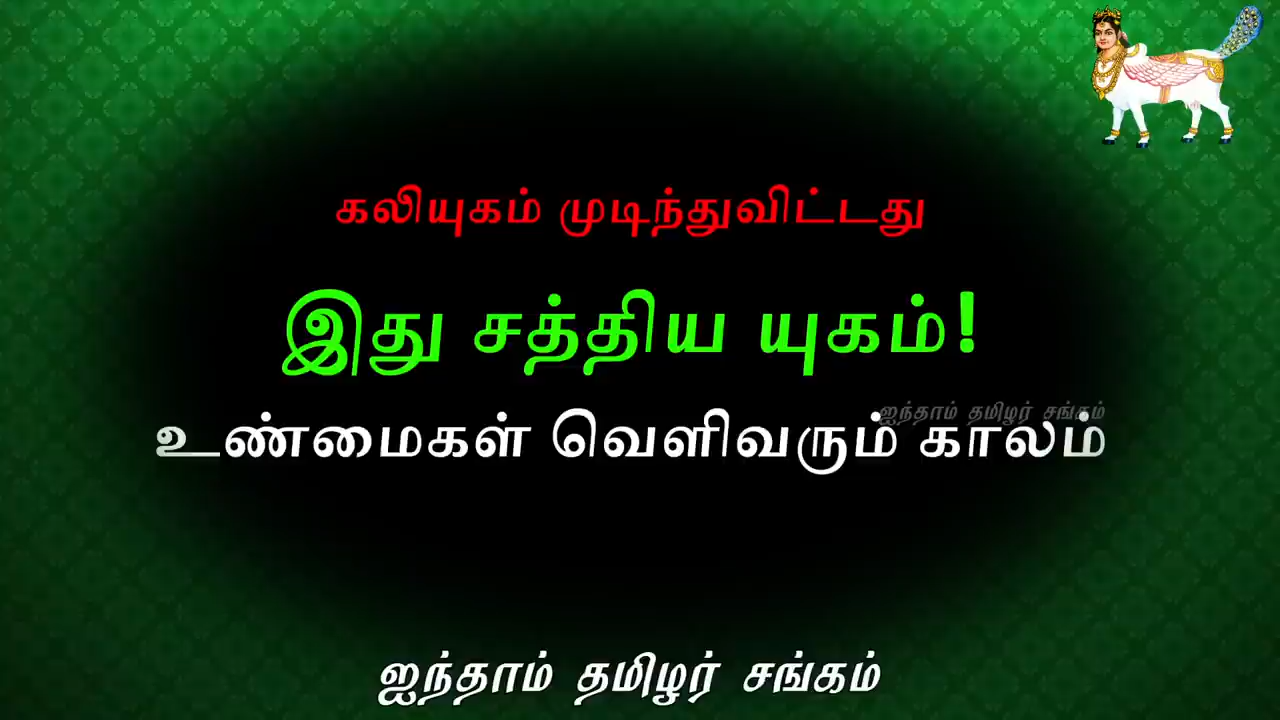 கலியுகம் முடிந்துவிட்டது
இது சத்திய யுகம்!
ஐந்தாம் தமிழர் சங்கம்
உண்மைகள் வெளிவரும் காலம்
ஐந்தாம் தமிழர் சங்கம்